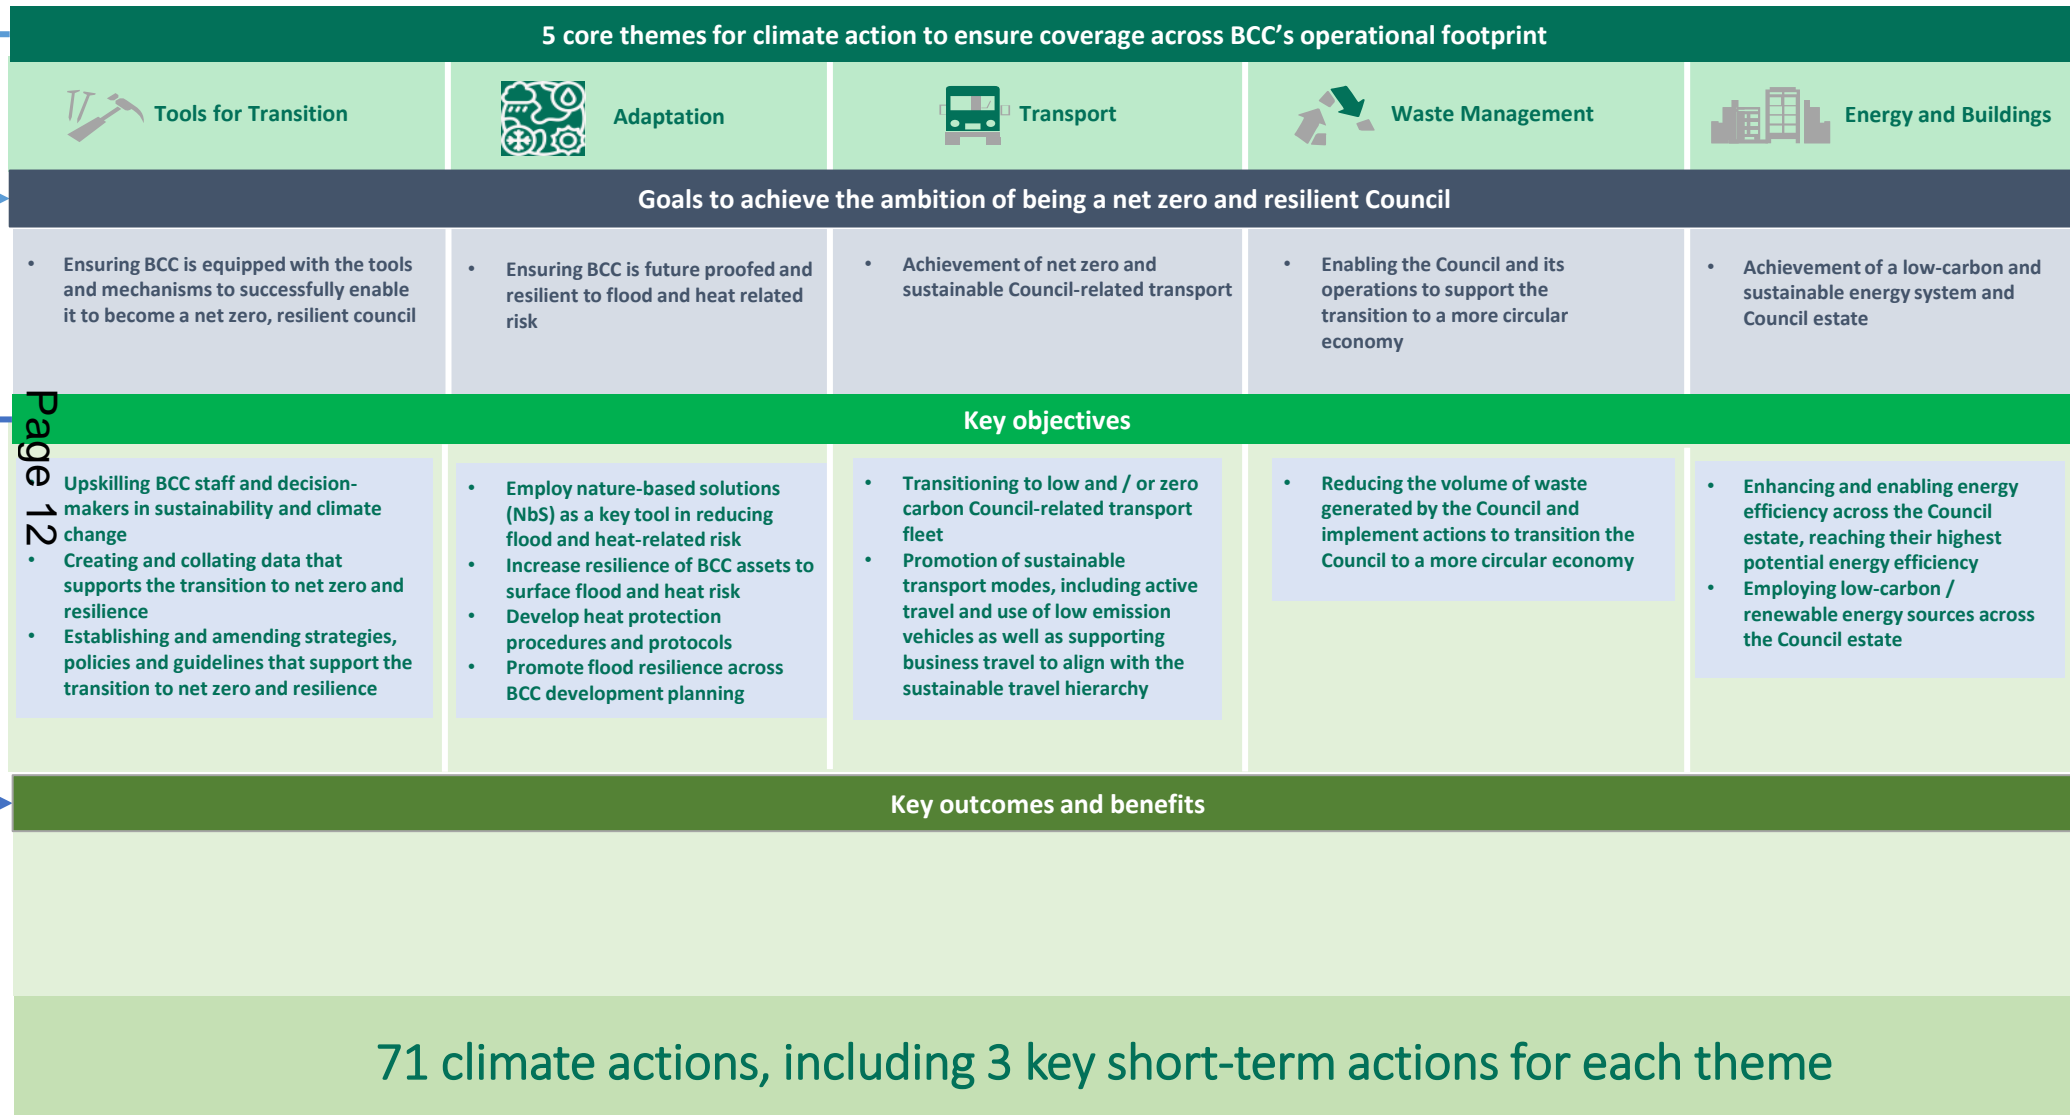 5 core themes for climate action to ensure coverage across BCC’s operational footprint
Tools for Transition
Adaptation
Transport
Waste Management
Energy and Buildings
Goals to achieve the ambition of being a net zero and resilient Council
• Ensuring BCC is equipped with the tools
and mechanisms to successfully enable
it to become a net zero, resilient council
• Ensuring BCC is future proofed and
resilient to flood and heat related
risk
• Achievement of net zero and
sustainable Council-related transport
• Enabling the Council and its
operations to support the
transition to a more circular
economy
• Achievement of a low-carbon and
sustainable energy system and
Council estate
Page 12
Key objectives
Upskilling BCC staff and decision-
makers in sustainability and climate
change
• Creating and collating data that
supports the transition to net zero and
resilience
• Establishing and amending strategies,
policies and guidelines that support the
transition to net zero and resilience
• Employ nature-based solutions
(NbS) as a key tool in reducing
flood and heat-related risk
• Increase resilience of BCC assets to
surface flood and heat risk
• Develop heat protection
procedures and protocols
• Promote flood resilience across
BCC development planning
• Transitioning to low and / or zero
carbon Council-related transport
fleet
• Promotion of sustainable
transport modes, including active
travel and use of low emission
vehicles as well as supporting
business travel to align with the
sustainable travel hierarchy
• Reducing the volume of waste
generated by the Council and
implement actions to transition the
Council to a more circular economy
• Enhancing and enabling energy
efficiency across the Council
estate, reaching their highest
potential energy efficiency
• Employing low-carbon /
renewable energy sources across
the Council estate
Key outcomes and benefits
71 climate actions, including 3 key short-term actions for each theme